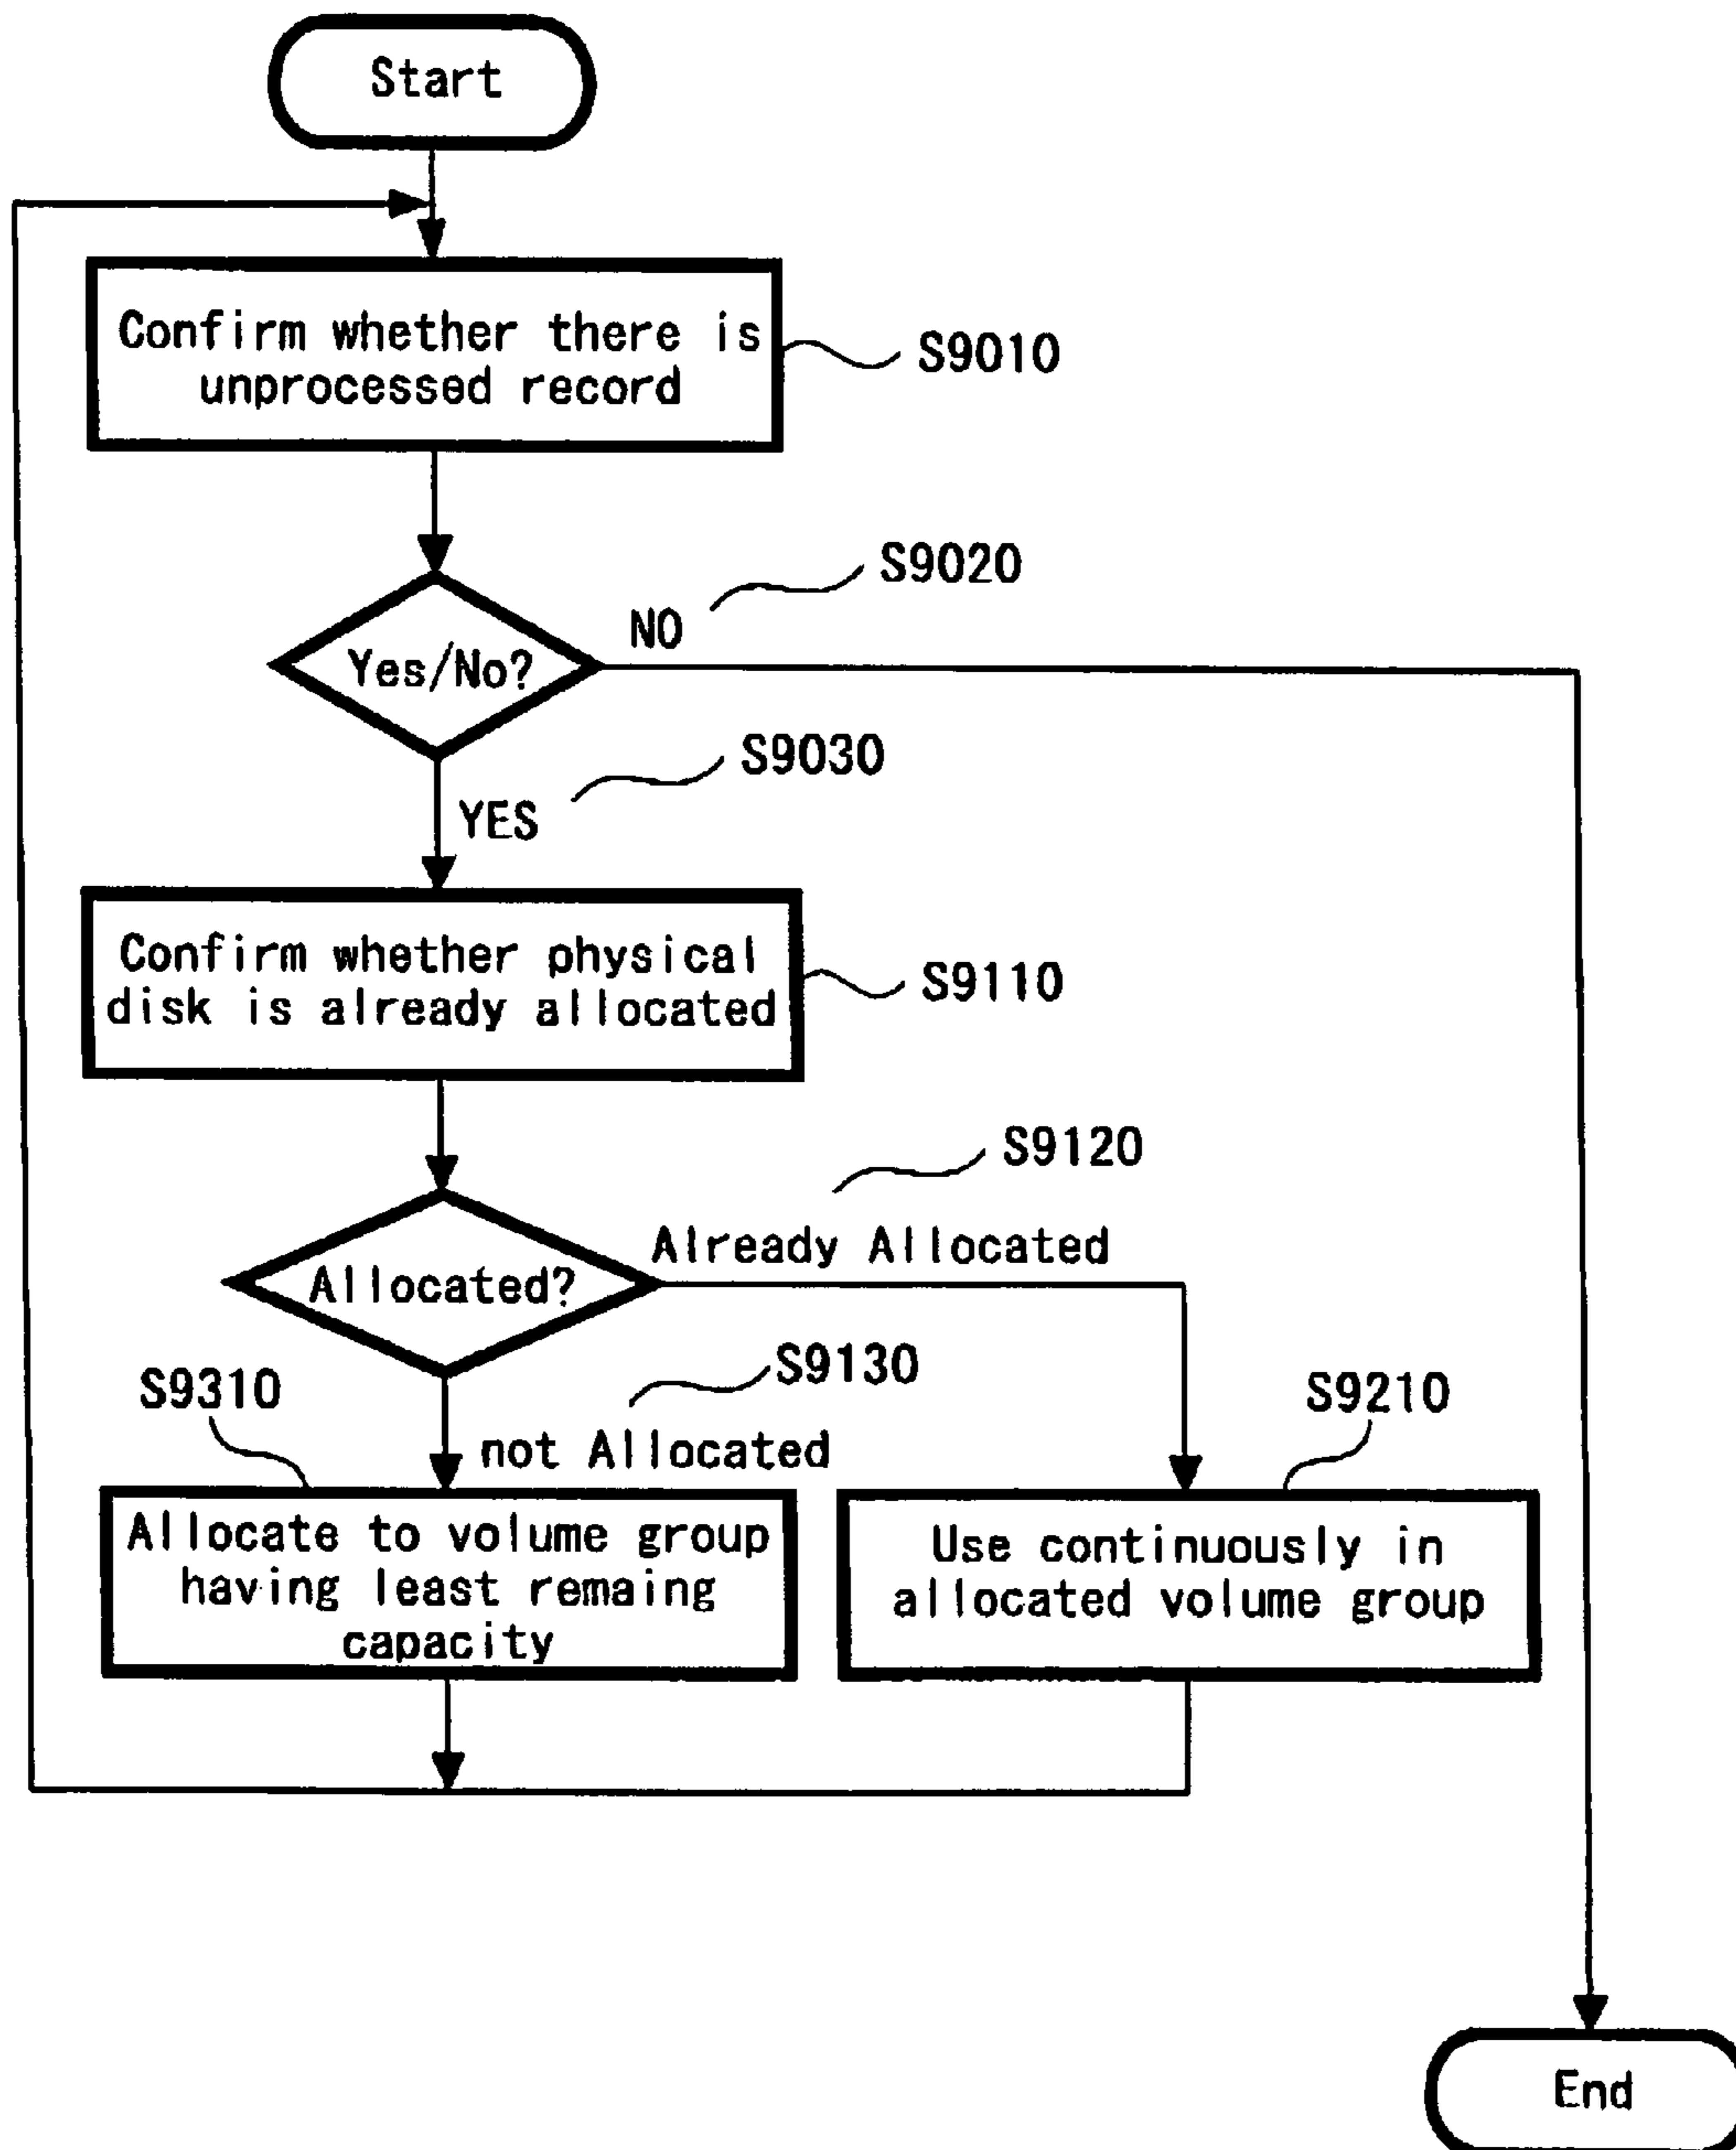 Start
Confirm whether there is
unprocessed record
S9010
S9020
NO
Yes/No?
S9030
YES
Confirm whether physical
disk is already allocated
S9110
S9120
Already Allocated
Allocated?
S9130
S9310
S9210
not Allocated
Allocate to volume group
having least remaing
capacity
Use continuously in
allocated volume group
End